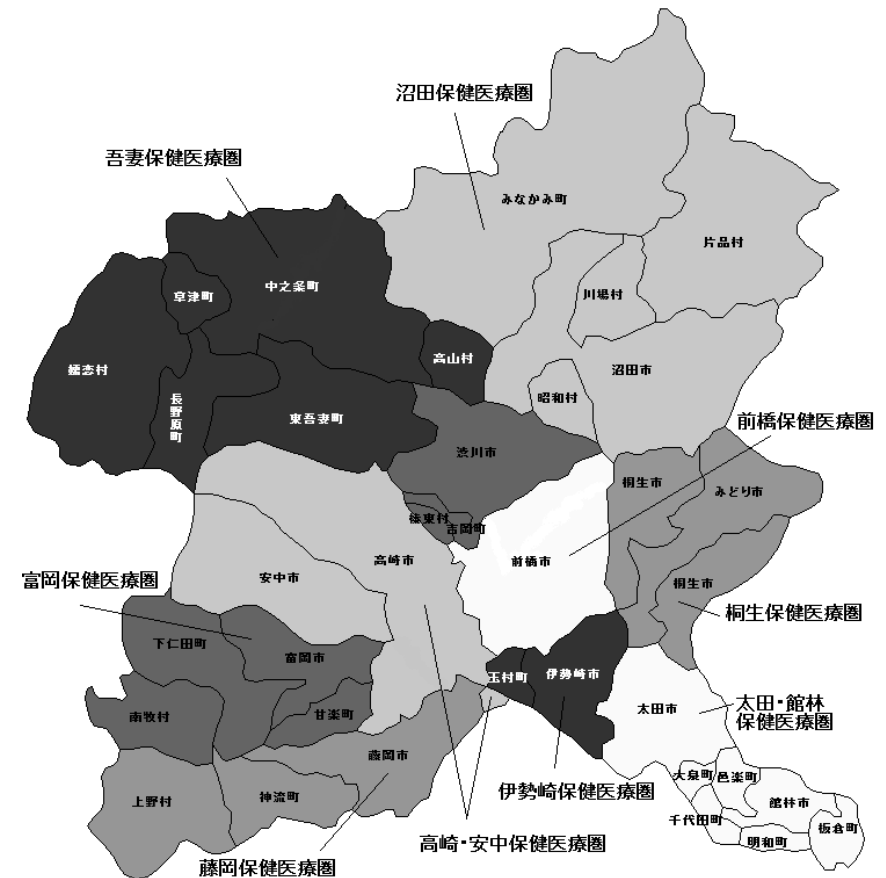 沼田保健医療圏
吾妻保健医療圏
みなかみ町
片品村
中之条町
草津町
川場村
高山村
嬬恋村
沼田市
長野原町
昭和村
東吾妻町
前橋保健医療圏
渋川市
桐生市
みどり市
榛東村
吉岡町
高崎市
前橋市
安中市
富岡保健医療圏
桐生市
桐生保健医療圏
下仁田町
富岡市
玉村町
伊勢崎市
太田市
太田・館林
保健医療圏
南牧村
甘楽町
藤岡市
大泉町
邑楽町
伊勢崎保健医療圏
上野村
神流町
館林市
千代田町
板倉町
明和町
高崎・安中保健医療圏
藤岡保健医療圏